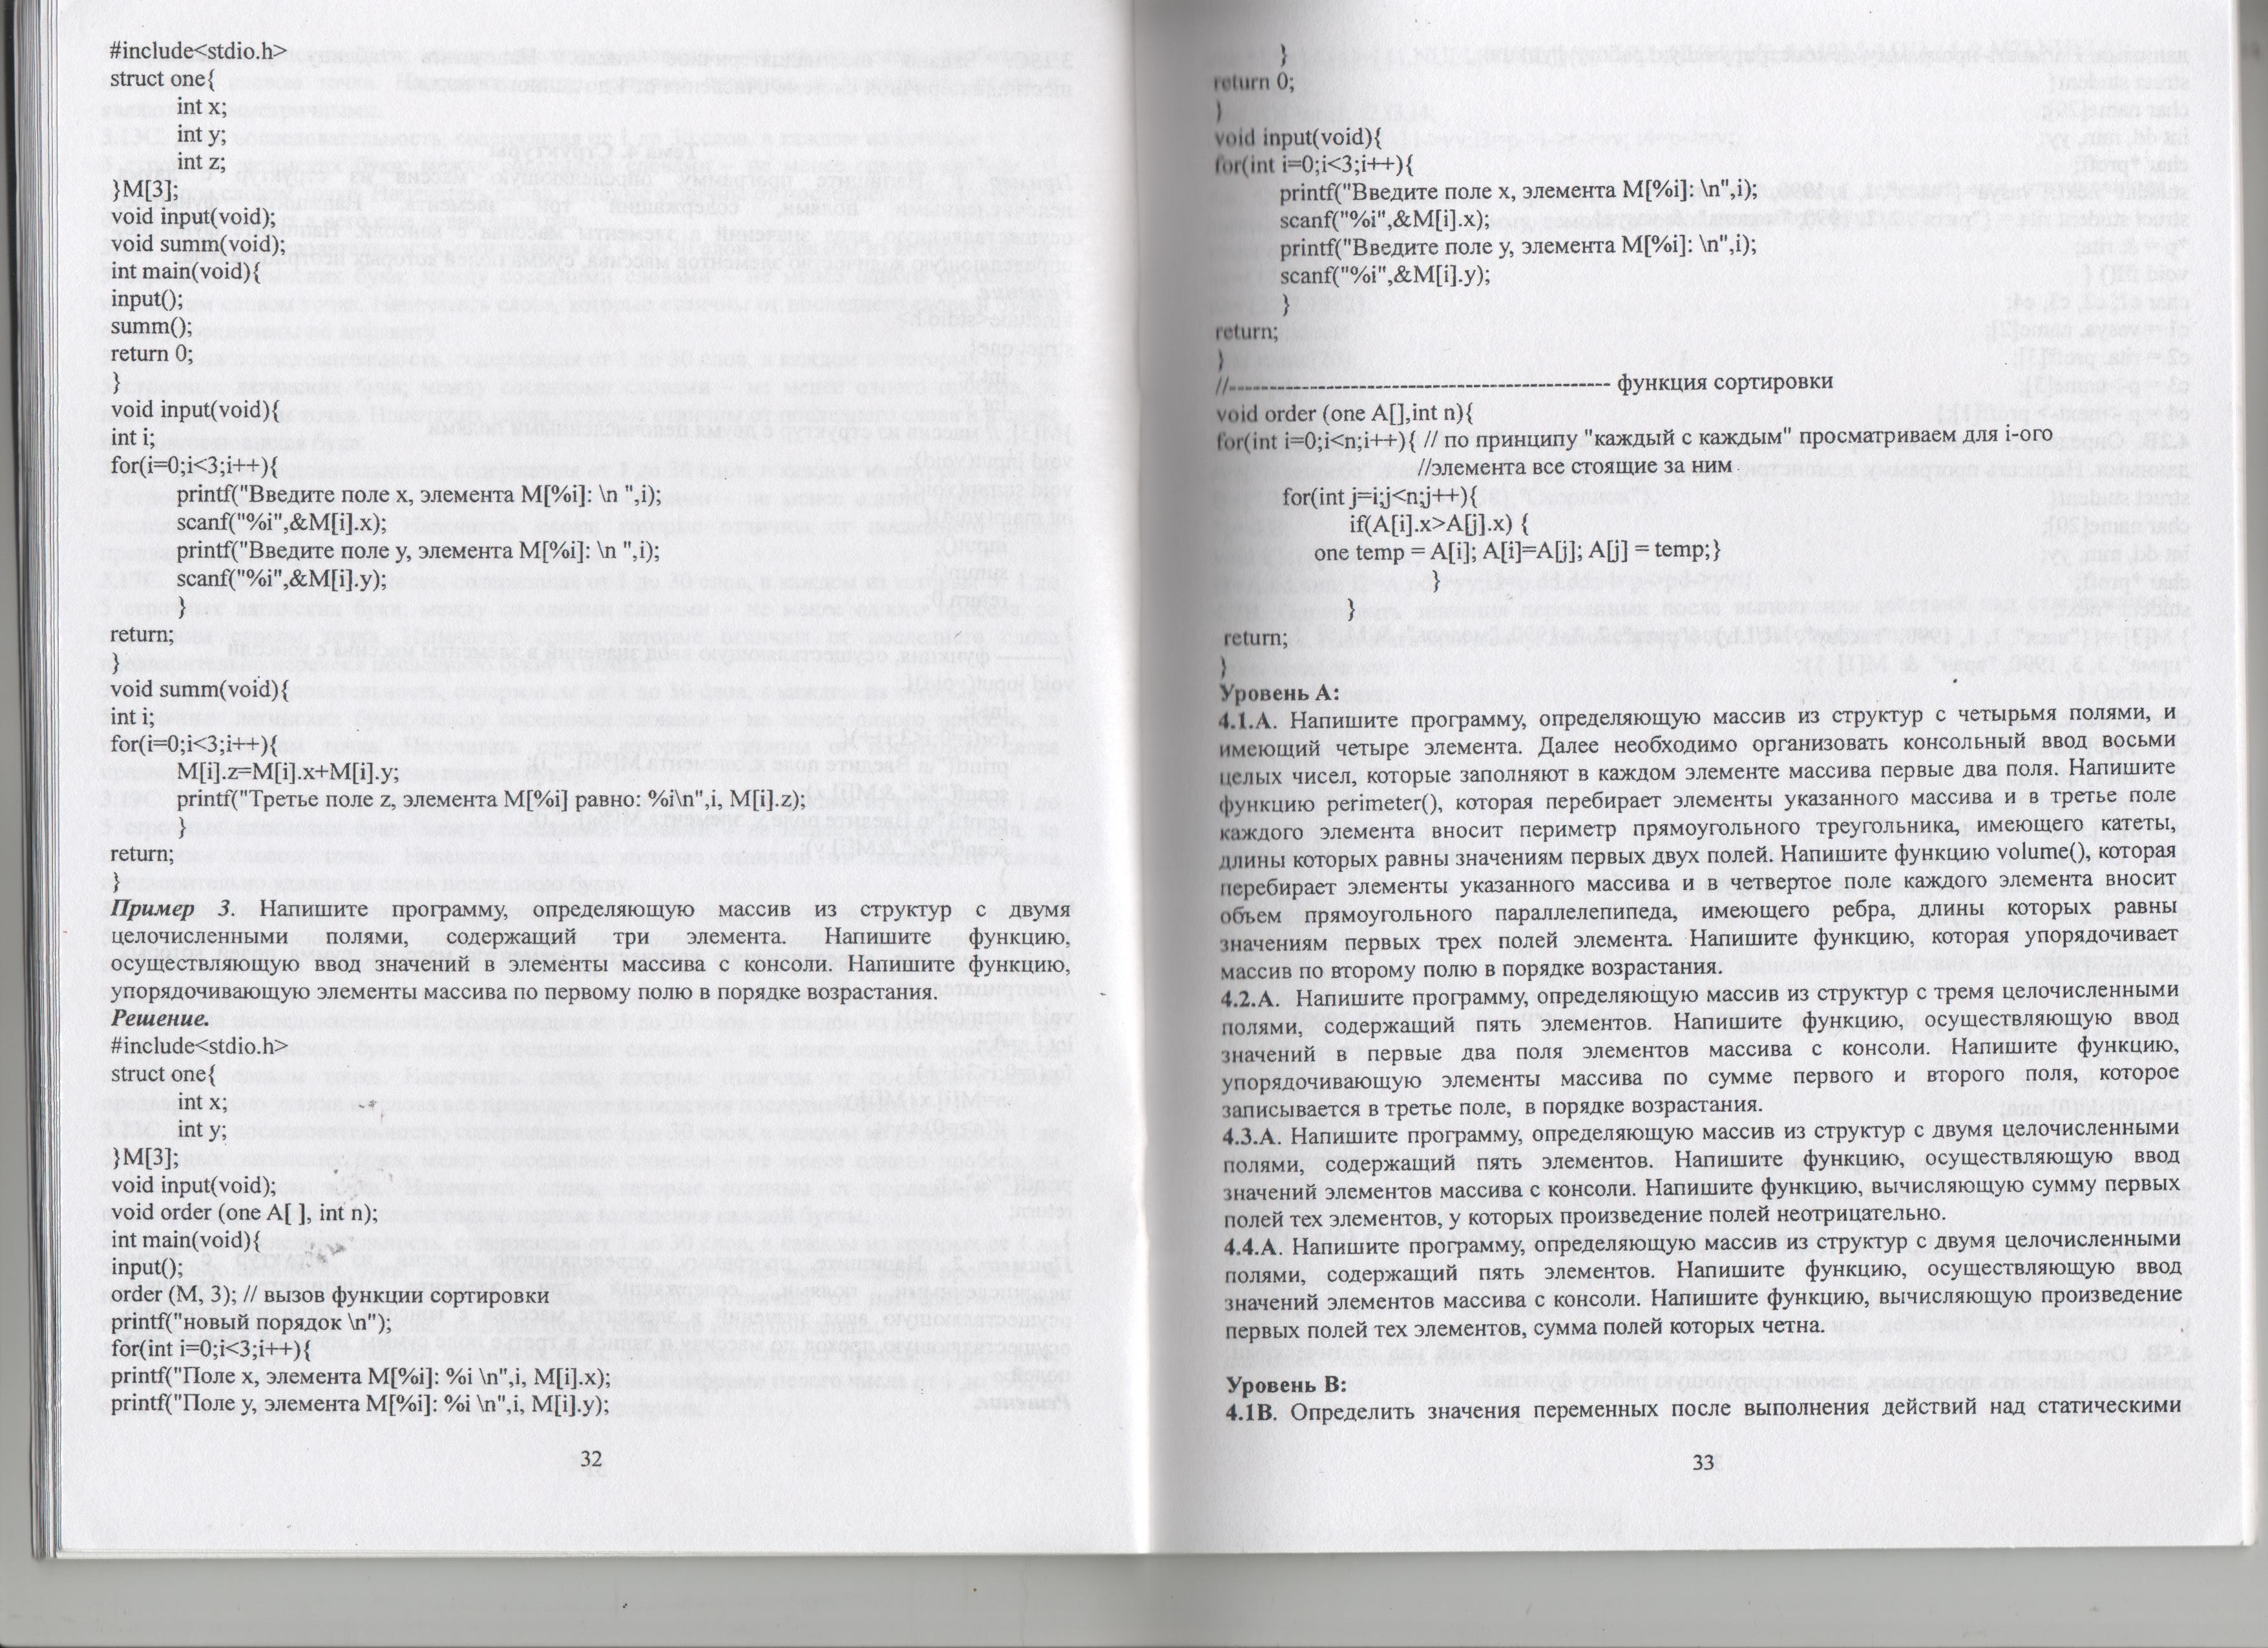 #include<stdio.h>
struct one{
int x;
int y;
int z;
}M[3];
void input(void);
void summ(void);
int main(void){
input();
summ();
return 0;
}
void input(void){
int i;
for(i=0;i<3;i++){
printf("Введите поле x, элемента M[%i]: \n ",i);
scanf("%i",&M[i].x);
printf("Введите поле y, элемента M[%i]: \n ",i);
scanf("%i",&M[i].y);
}
return;
}
void summ(void){
int i;
for(i=0;i<3;i++){
M[i].z=M[i].x+M[i].y;
printf("Третье поле z, элемента M[%i] равно: %i\n",i, M[i].z);
}
return;
}
Пример 3. Напишите программу, определяющую массив из структур с двумя
целочисленными полями, содержащий три элемента. Напишите функцию,
осуществляющую ввод значений в элементы массива с консоли. Напишите функцию,
упорядочивающую элементы массива по первому полю в порядке возрастания.
Решение.
#include<stdio.h>
struct one{
int x;
int y;
}M[3];
void input(void);
void order (one A[ ], int n);
int main(void){
input();
order (M, 3); // вызов функции сортировки
printf("новый порядок \n");
for(int i=0;i<3;i++){
printf("Поле x, элемента M[%i]: %i \n",i, M[i].x);
printf("Поле y, элемента M[%i]: %i \n",i, M[i].y);
32
}
return 0;
}
void input(void){
for(int i=0;i<3;i++){
printf("Введите поле x, элемента M[%i]: \n",i);
scanf("%i",&M[i].x);
printf("Введите поле y, элемента M[%i]: \n",i);
scanf("%i",&M[i].y);
}
return;
}
//------------------------------------------------ функция сортировки
void order (one A[],int n){
for(int i=0;i<n;i++){ // по принципу "каждый с каждым" просматриваем для i-ого
//элемента все стоящие за ним
for(int j=i;j<n;j++){
if(A[i].x>A[j].x) {
one temp = A[i]; A[i]=A[j]; A[j] = temp;}
}
}
return;
}
Уровень А:
4.1.А. Напишите программу, определяющую массив из структур с четырьмя полями, и
имеющий четыре элемента. Далее необходимо организовать консольный ввод восьми
целых чисел, которые заполняют в каждом элементе массива первые два поля. Напишите
функцию perimeter(), которая перебирает элементы указанного массива и в третье поле
каждого элемента вносит периметр прямоугольного треугольника, имеющего катеты,
длины которых равны значениям первых двух полей. Напишите функцию volume(), которая
перебирает элементы указанного массива и в четвертое поле каждого элемента вносит
объем прямоугольного параллелепипеда, имеющего ребра, длины которых равны
значениям первых трех полей элемента. Напишите функцию, которая упорядочивает
массив по второму полю в порядке возрастания.
4.2.А. Напишите программу, определяющую массив из структур с тремя целочисленными
полями, содержащий пять элементов. Напишите функцию, осуществляющую ввод
значений в первые два поля элементов массива с консоли. Напишите функцию,
упорядочивающую элементы массива по сумме первого и второго поля, которое
записывается в третье поле, в порядке возрастания.
4.3.А. Напишите программу, определяющую массив из структур с двумя целочисленными
полями, содержащий пять элементов. Напишите функцию, осуществляющую ввод
значений элементов массива с консоли. Напишите функцию, вычисляющую сумму первых
полей тех элементов, у которых произведение полей неотрицательно.
4.4.А. Напишите программу, определяющую массив из структур с двумя целочисленными
полями, содержащий пять элементов. Напишите функцию, осуществляющую ввод
значений элементов массива с консоли. Напишите функцию, вычисляющую произведение
первых полей тех элементов, сумма полей которых четна.
Уровень В:
4.1В. Определить значения переменных после выполнения действий над статическими
33